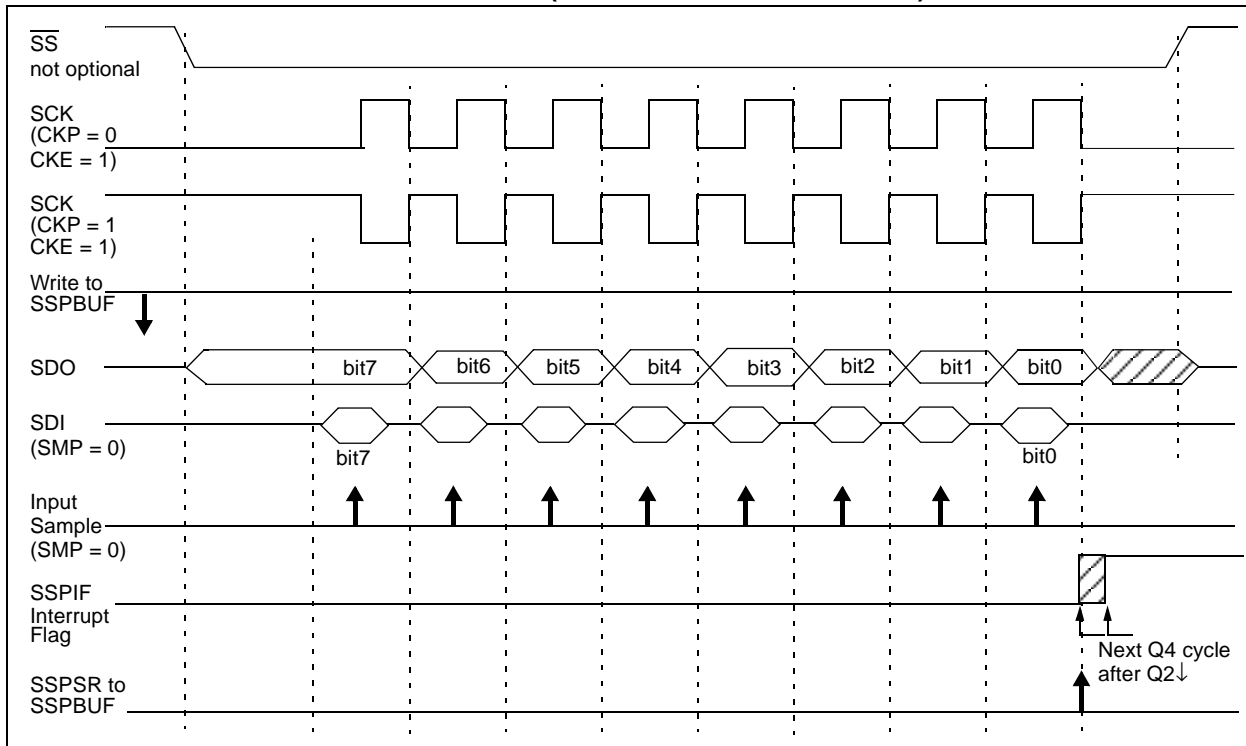 SS
not optional
SCK
(CKP = 0
CKE = 1)
SCK
(CKP = 1
CKE = 1)
Write to
SSPBUF
SDO
bit7 bit6 bit5 bit4 bit3 bit2 bit1 bit0
SDI
(SMP = 0)
bit7 bit0
Input
Sample
(SMP = 0)
SSPIF
Interrupt
Flag
Next Q4 cycle
after Q2↓
SSPSR to
SSPBUF